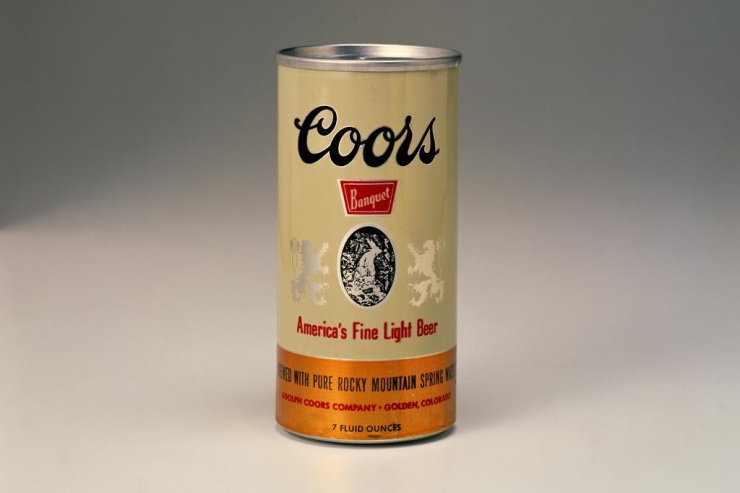 Coors
Banquet
America's Fine Light Beer
WITH PURE ROCKY MOUNTAIN SPRING
ADOLPH COORS COMPANY • GOLDEN, COLORADO
7 FLUID OUNCES